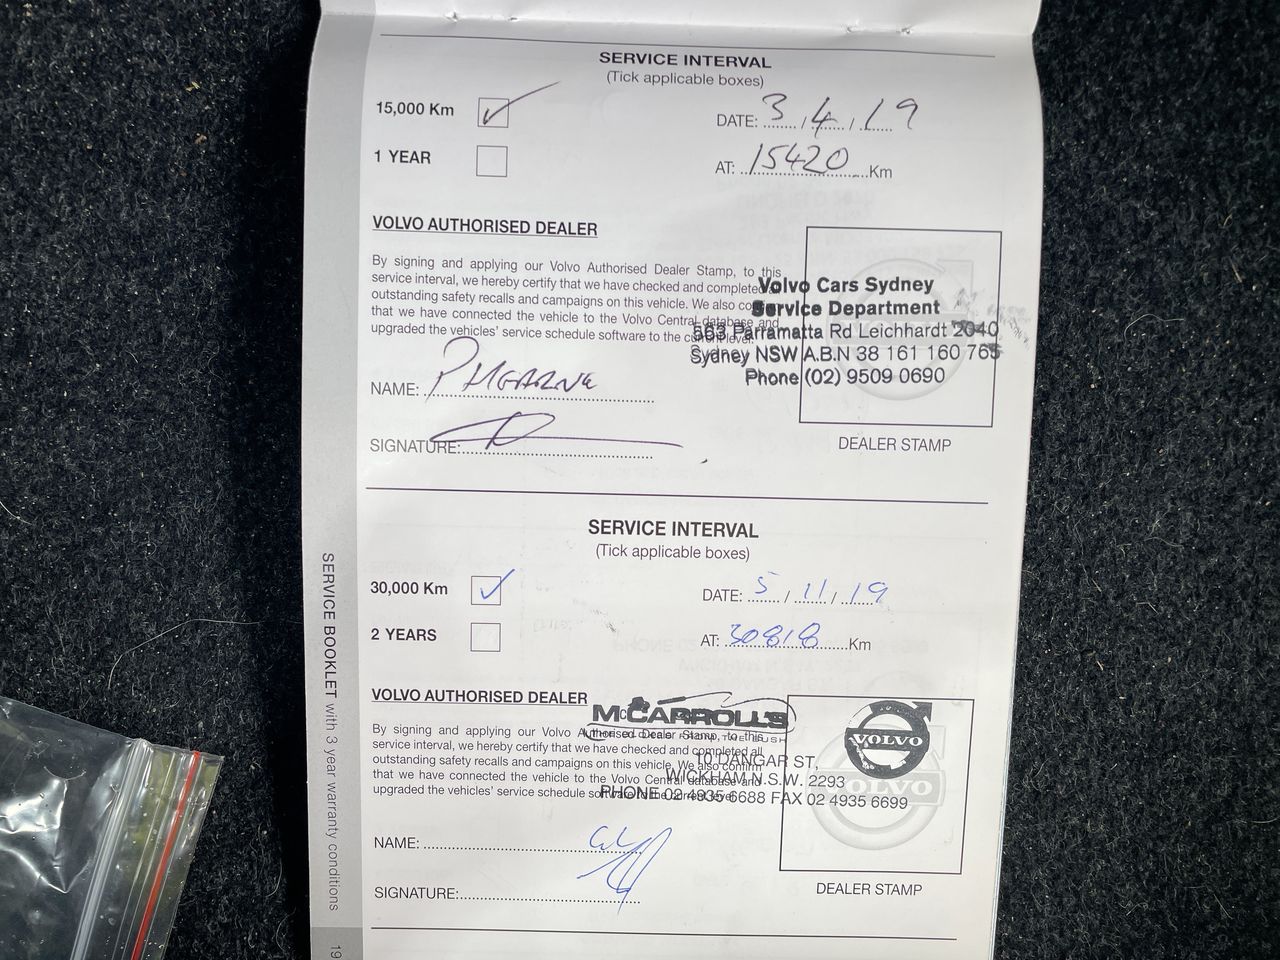 SERVICE INTERVAL
(Tick applicable boxes)
15,000 Km
DATE: 3 / 4 / 19
1 YEAR
AT: 15420 Km
VOLVO AUTHORISED DEALER
By signing and applying our Volvo Authorised Dealer Stamp, to this
service interval, we hereby certify that we have checked and completed
outstanding safety recalls and campaigns on this vehicle. We also
that we have connected the vehicle to the Volvo Central database and
upgraded the vehicles' service schedule software to the current level.
Volvo Cars Sydney
Service Department
563 Parramatta Rd Leichhardt 2040
Sydney NSW A.B.N 38 161 160 765
Phone (02) 9509 0690
NAME:
SIGNATURE:
DEALER STAMP
SERVICE INTERVAL
(Tick applicable boxes)
30,000 Km
DATE: 5 / 11 / 19
2 YEARS
AT: 30818 Km
VOLVO AUTHORISED DEALER
By signing and applying our Volvo Authorised Dealer Stamp, to this
service interval, we hereby certify that we have checked and completed all
outstanding safety recalls and campaigns on this vehicle. We also confirm
that we have connected the vehicle to the Volvo Central database and
upgraded the vehicles' service schedule software to the current level.
McCARROLL'S
10 DANGAR ST,
WICKHAM N.S.W. 2293
PHONE 02 4935 6688 FAX 02 4935 6699
VOLVO
VOLVO
NAME:
SIGNATURE:
DEALER STAMP
SERVICE BOOKLET with 3 year warranty conditions
19